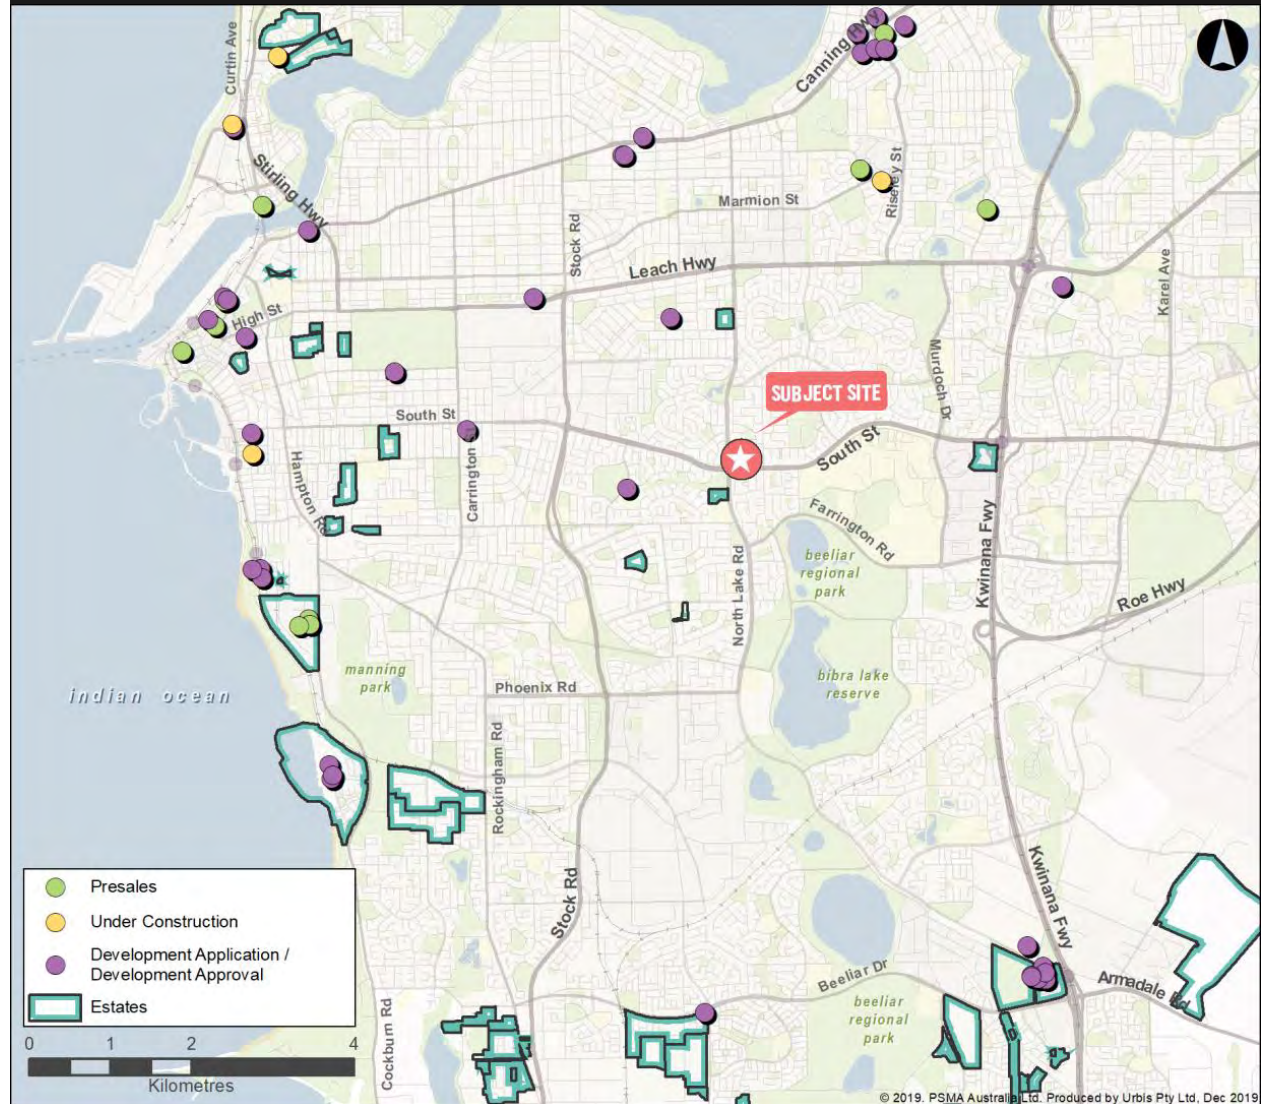 Curtin Ave
Canning Hwy
Stirling Hwy
Riseley St
Marmion St
Stock Rd
Leach Hwy
Karel Ave
High St
Murdoch Dr
SUBJECT SITE
South St
South St
Carrington St
Hampton Rd
Farrington Rd
Kwinana Fwy
beeliar
regional
park
North Lake Rd
Roe Hwy
manning
park
bibra lake
reserve
indian ocean
Phoenix Rd
Rockingham Rd
Stock Rd
Kwinana Fwy
Beeliar Dr
Armadale Rd
beeliar
regional
park
Cockburn Rd
Presales
Under Construction
Development Application /
Development Approval
Estates
0 2 4
Kilometres
© 2019. PSMA Australia Ltd. Produced by Urbis Pty Ltd, Dec 2019